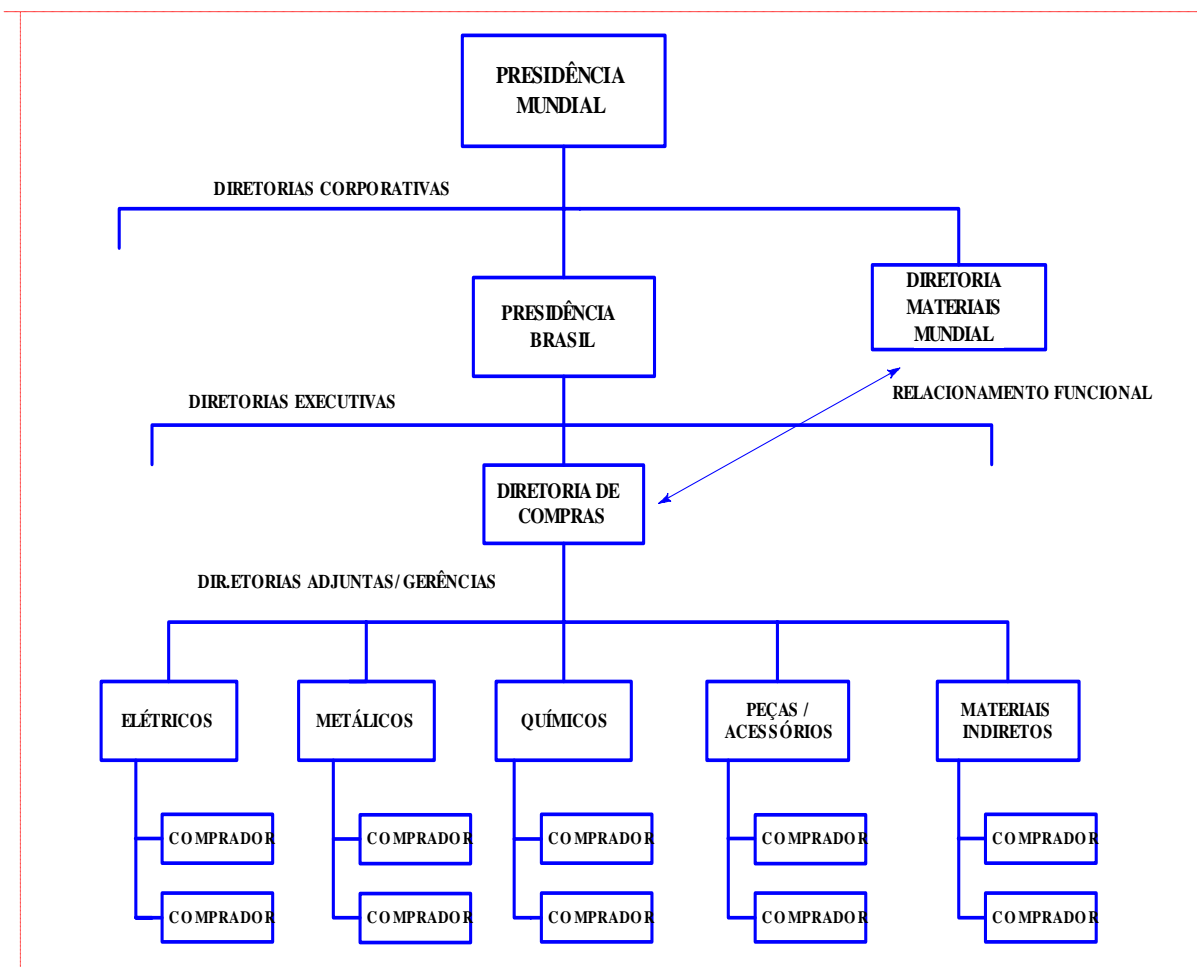 PRESIDÊNCIA
MUNDIAL
DIRETORIAS CORPORATIVAS
PRESIDÊNCIA
BRASIL
DIRETORIA
MATERIAIS
MUNDIAL
RELACIONAMENTO FUNCIONAL
DIRETORIAS EXECUTIVAS
DIRETORIA DE
COMPRAS
DIR.ETORIAS ADJUNTAS/ GERÊNCIAS
ELÉTRICOS
METÁLICOS
QUÍMICOS
PEÇAS /
ACESSÓRIOS
MATERIAIS
INDIRETOS
COMPRADOR
COMPRADOR
COMPRADOR
COMPRADOR
COMPRADOR
COMPRADOR
COMPRADOR
COMPRADOR
COMPRADOR
COMPRADOR